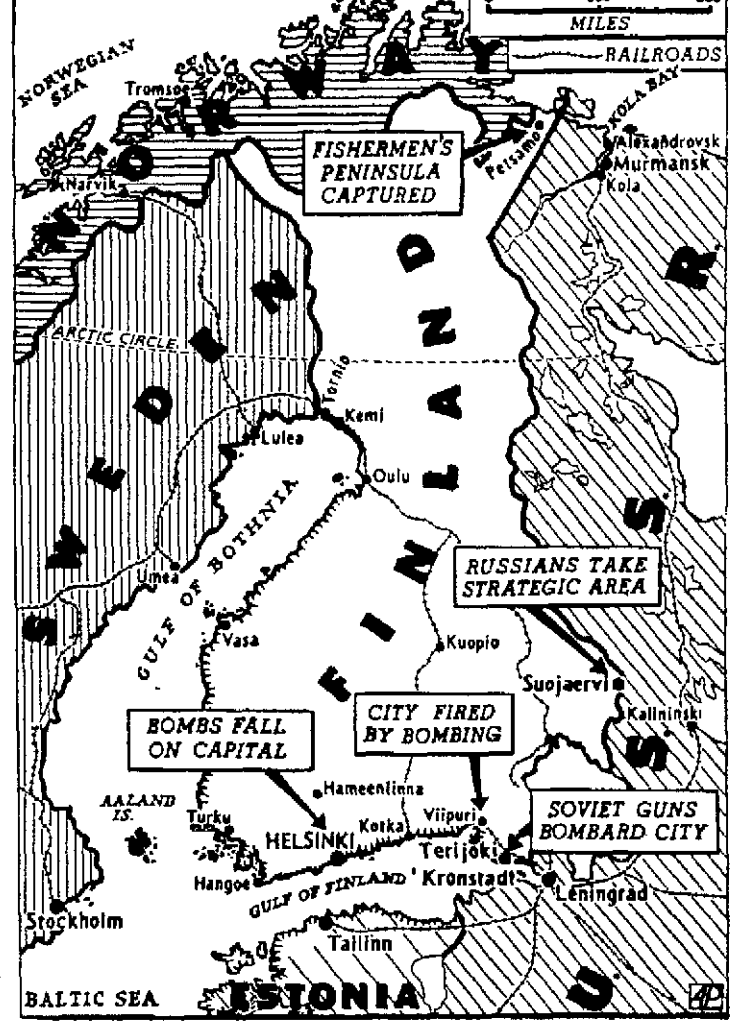 MILES
RAILROADS
NORWEGIAN
SEA
NORWAY
Tromsoe
KOLA BAY
Alexandrovsk
Murmansk
Kola
Petsamo
FISHERMEN'S
PENINSULA
CAPTURED
Narvik
ARCTIC CIRCLE
SWEDEN
FINLAND
U.S.S.R.
Tornio
Kemi
Lulea
Oulu
GULF OF BOTHNIA
Umea
Vasa
RUSSIANS TAKE
STRATEGIC AREA
Kuopio
Suojaervi
Kalininski
BOMBS FALL
ON CAPITAL
CITY FIRED
BY BOMBING
Hameenlinna
AALAND
IS.
Turku
Kotka
Viipuri
SOVIET GUNS
BOMBARD CITY
HELSINKI
Terijoki
Hangoe
GULF OF FINLAND
Kronstadt
Leningrad
Stockholm
Tallinn
BALTIC SEA
ESTONIA
AP